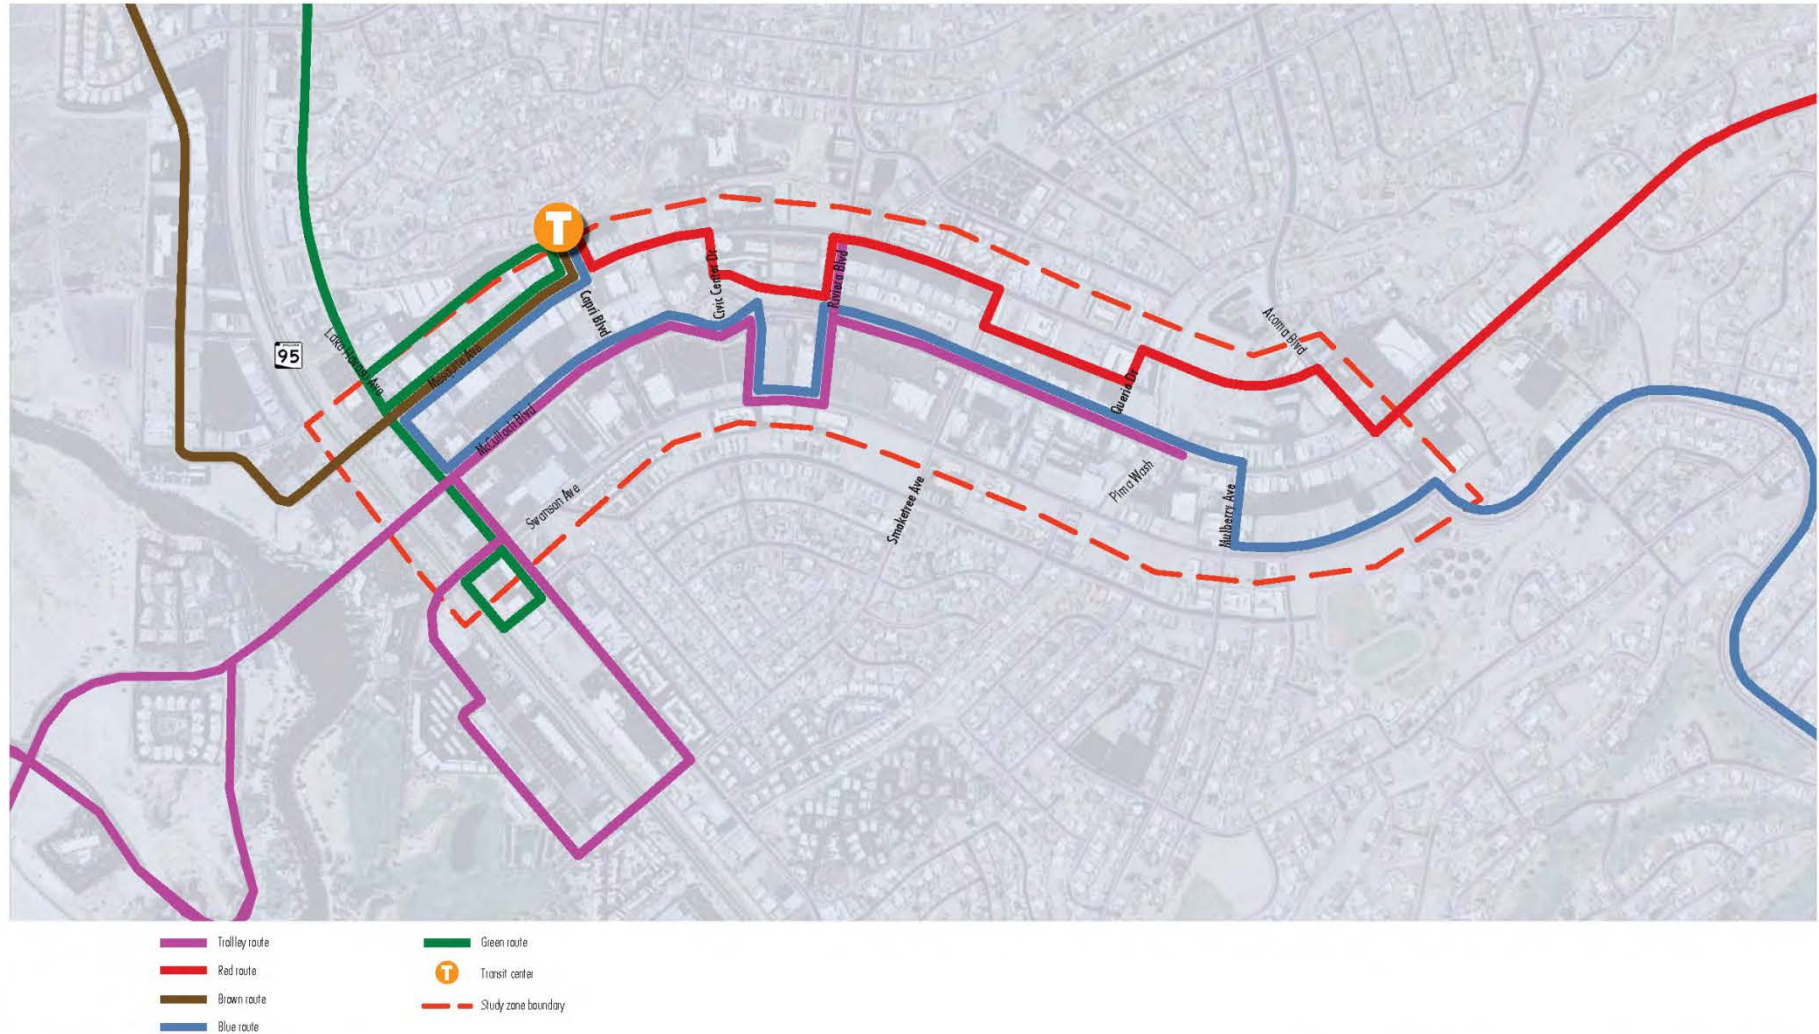 T
Civic Center Dr
Riviera Blvd
Capri Blvd
Acoma Blvd
95
Lake Havasu Ave
Mesquite Ave
Querio Dr
McCulloch Blvd
Swanson Ave
Smoketree Ave
Pima Wash
Mulberry Ave
Trollley route
Red route
Brown route
Blue route
Green route
T
Transit center
Study zone boundary